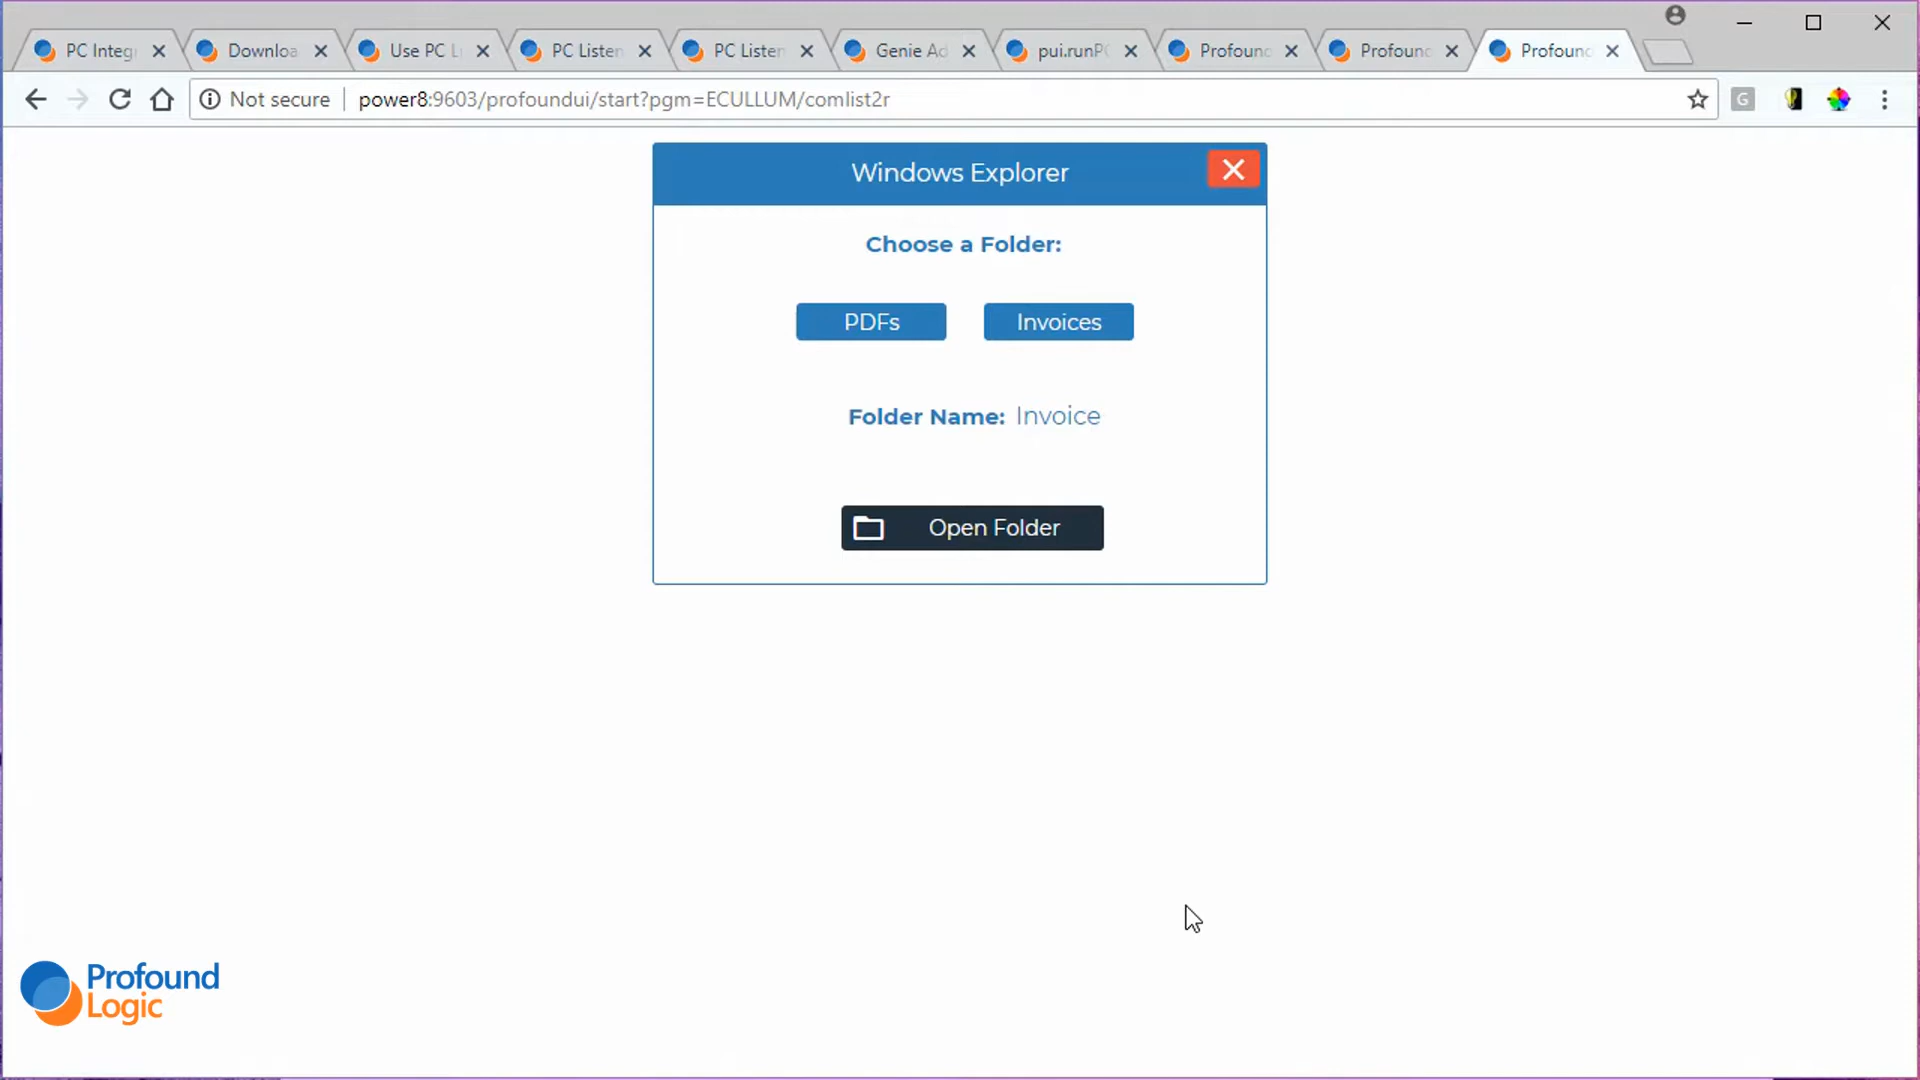 PC Integ
Downloa
Use PC L
PC Listen
PC Listen
Genie Ad
pui.runPC
Profound
Profound
Profound
Not secure
power8:9603/profoundui/start?pgm=ECULLUM/comlist2r
G
Windows Explorer
Choose a Folder:
PDFs
Invoices
Folder Name: Invoice
Open Folder
Profound
Logic